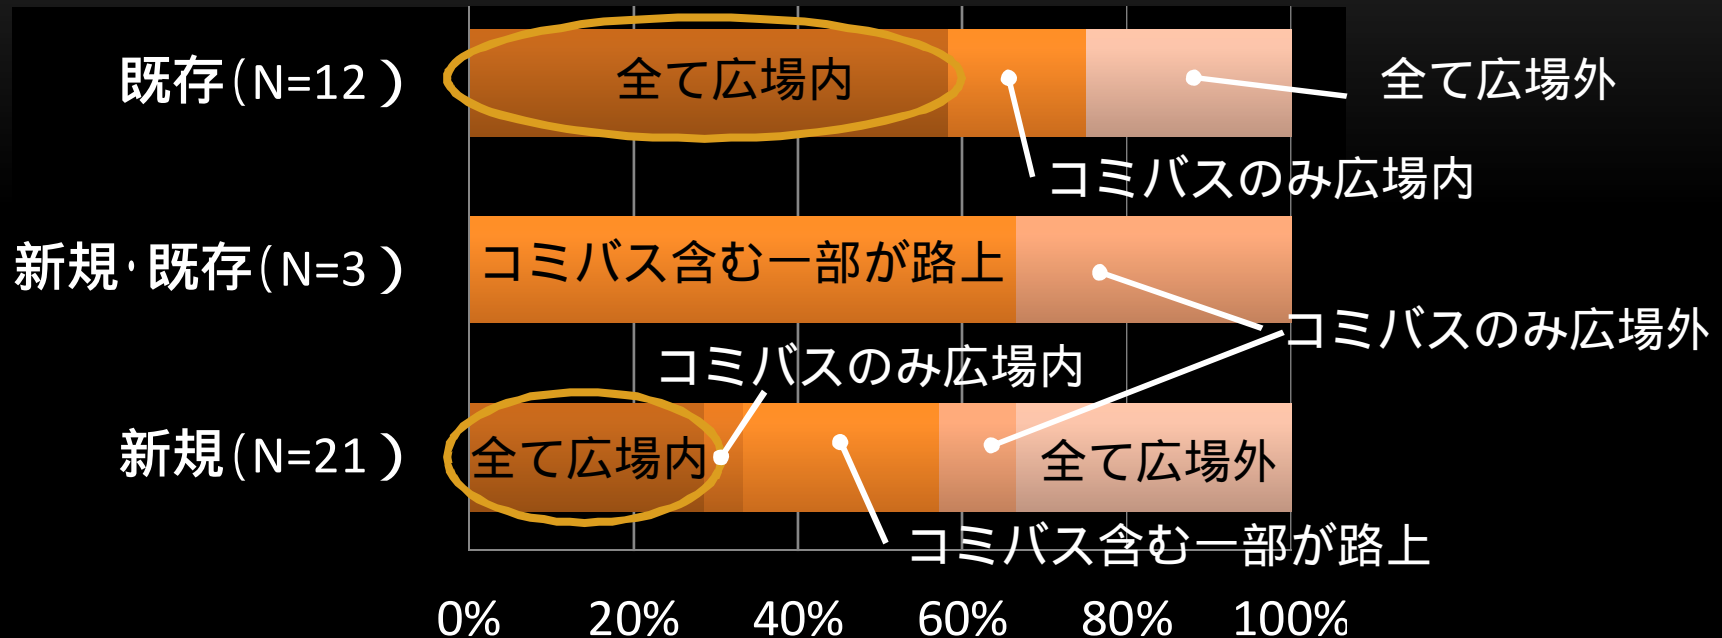 既存(N=12 )
全て広場内
全て広場外
コミバスのみ広場内
新規・既存(N=3 )
コミバス含む一部が路上
コミバスのみ広場外
コミバスのみ広場内
新規(N=21 )
全て広場内
全て広場外
コミバス含む一部が路上
0% 20% 40% 60% 80% 100%